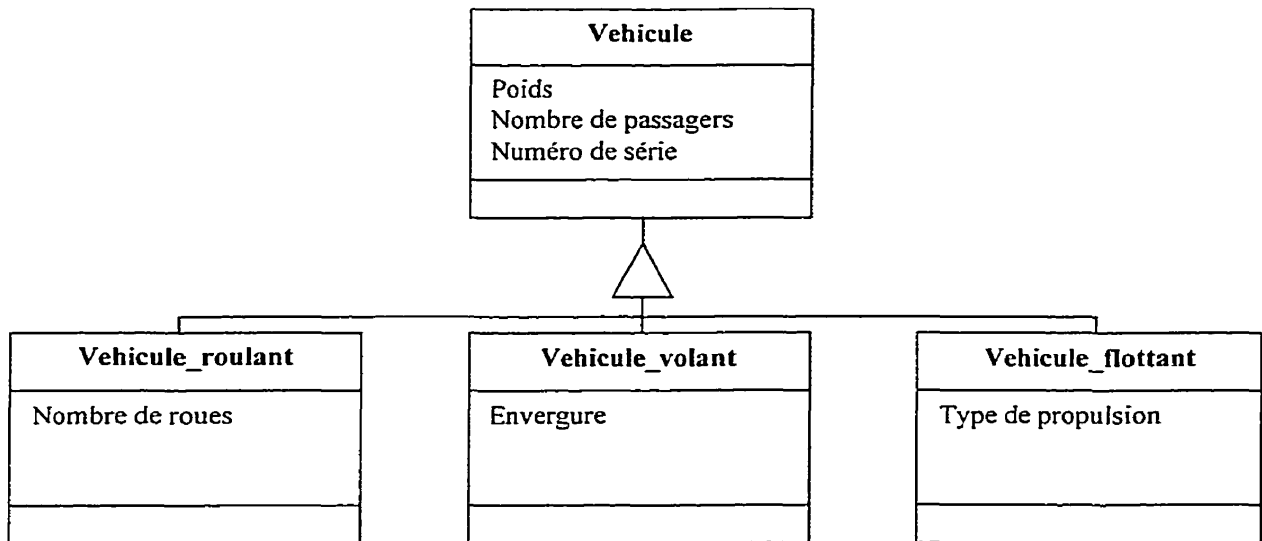 Vehicule
Poids
Nombre de passagers
Numéro de série
Vehicule_roulant
Nombre de roues
Vehicule_volant
Envergure
Vehicule_flottant
Type de propulsion